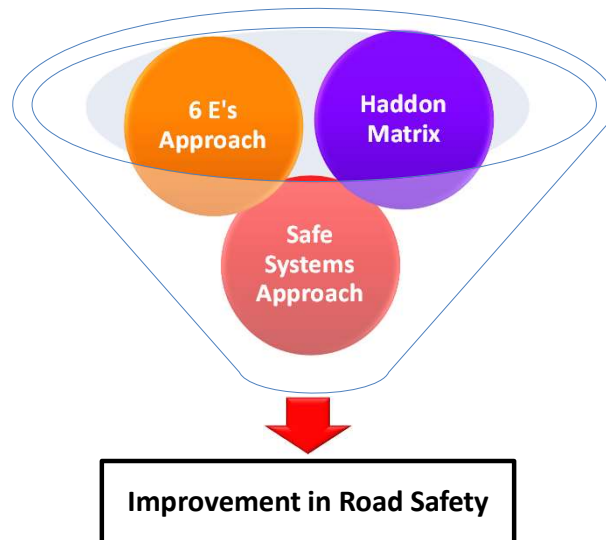 6 E's
Approach
Haddon
Matrix
Safe
Systems
Approach
Improvement in Road Safety